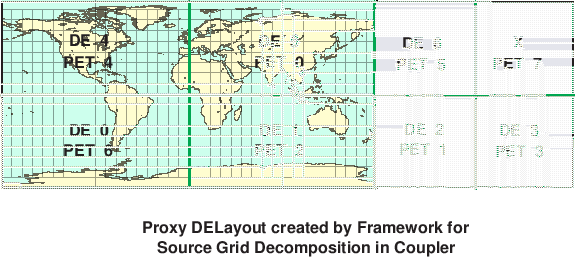 DE 4
PET 4
DE
PET 0
DE 6
PET 5
X
PET 7
DE 0
PET 6
DE 1
PET 2
DE 2
PET 1
DE 3
PET 3
Proxy DELayout created by Framework for
Source Grid Decomposition in Coupler